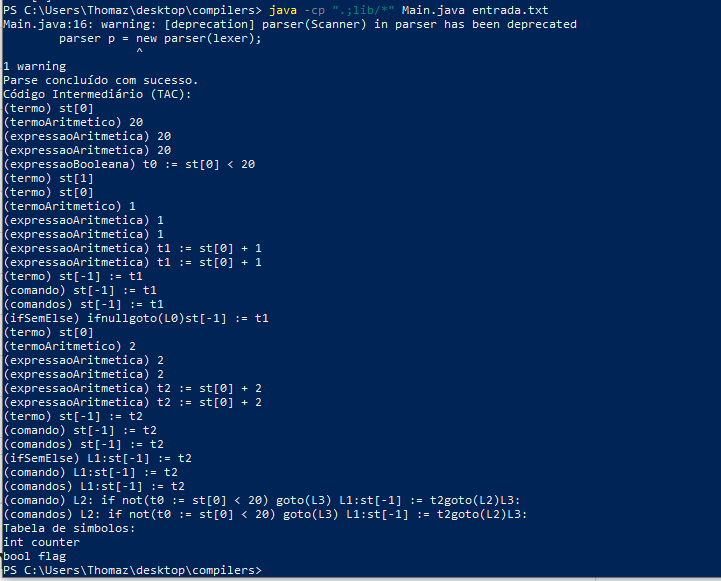 PS C:\Users\Thomaz\desktop\compilers> java -cp ".;lib/*" Main.java entrada.txt
Main.java:16: warning: [deprecation] parser(Scanner) in parser has been deprecated
        parser p = new parser(lexer);
                   ^
1 warning
Parse concluído com sucesso.
Código Intermediário (TAC):
(termo) st[0]
(termoAritmetico) 20
(expressaoAritmetica) 20
(expressaoAritmetica) 20
(expressaoBooleana) t0 := st[0] < 20
(termo) st[1]
(termo) st[0]
(termoAritmetico) 1
(expressaoAritmetica) 1
(expressaoAritmetica) 1
(expressaoAritmetica) t1 := st[0] + 1
(expressaoAritmetica) t1 := st[0] + 1
(termo) st[-1] := t1
(comando) st[-1] := t1
(comandos) st[-1] := t1
(ifSemElse) ifnullgoto(L0)st[-1] := t1
(termo) st[0]
(termoAritmetico) 2
(expressaoAritmetica) 2
(expressaoAritmetica) 2
(expressaoAritmetica) t2 := st[0] + 2
(expressaoAritmetica) t2 := st[0] + 2
(termo) st[-1] := t2
(comando) st[-1] := t2
(comandos) st[-1] := t2
(ifSemElse) L1:st[-1] := t2
(comando) L1:st[-1] := t2
(comandos) L1:st[-1] := t2
(comando) L2: if not(t0 := st[0] < 20) goto(L3) L1:st[-1] := t2goto(L2)L3:
(comandos) L2: if not(t0 := st[0] < 20) goto(L3) L1:st[-1] := t2goto(L2)L3:
Tabela de simbolos:
int counter
bool flag
PS C:\Users\Thomaz\desktop\compilers>